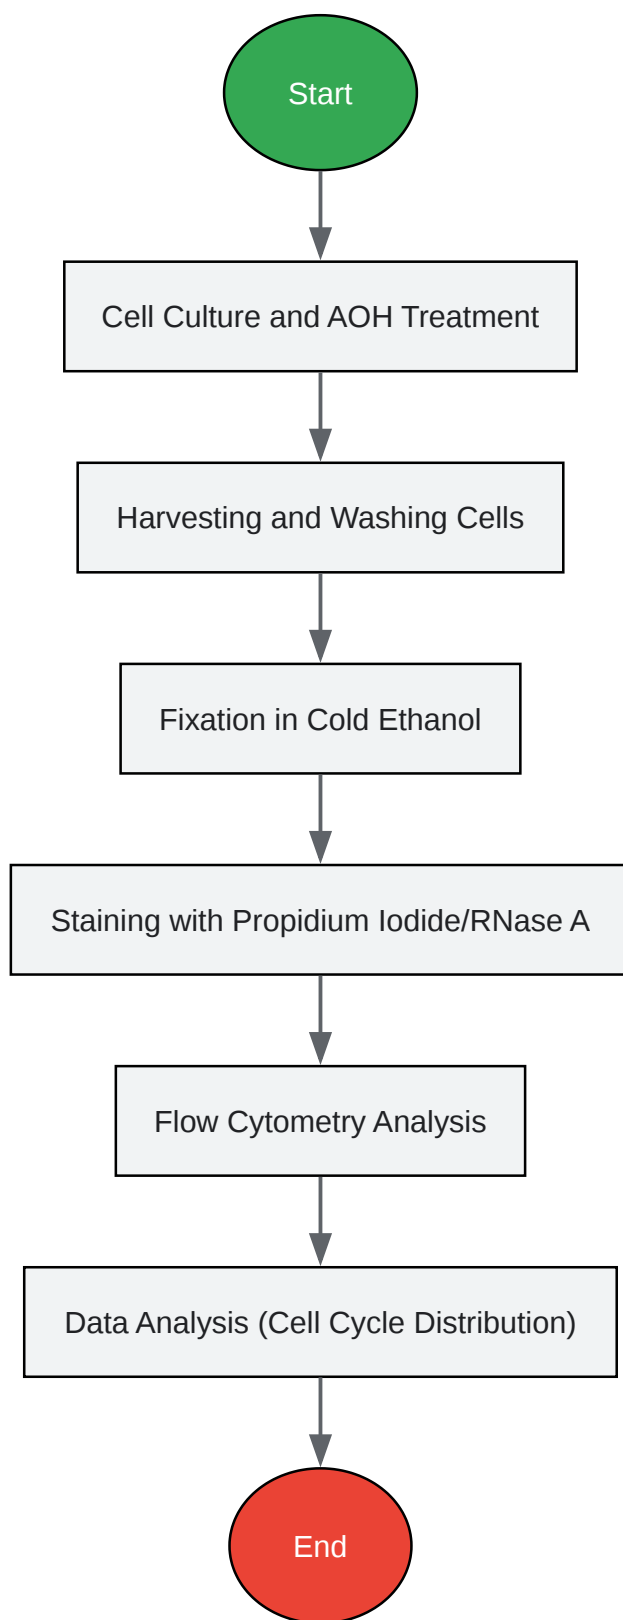 Start
Cell Culture and AOH Treatment
Harvesting and Washing Cells
Fixation in Cold Ethanol
Staining with Propidium Iodide/RNase A
Flow Cytometry Analysis
Data Analysis (Cell Cycle Distribution)
End